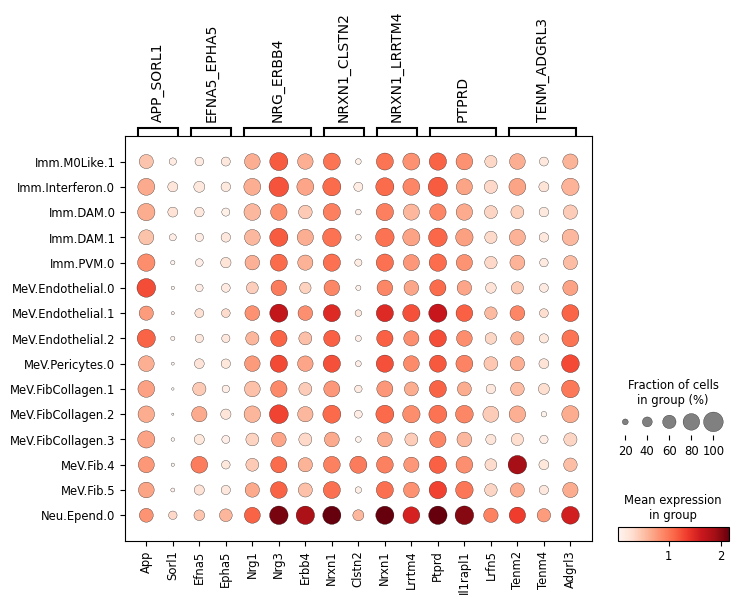 APP_SORL1
EFNA5_EPHA5
NRG_ERBB4
NRXN1_CLSTN2
NRXN1_LRRTM4
PTPRD
TENM_ADGRL3
Imm.M0Like.1
Imm.Interferon.0
Imm.DAM.0
Imm.DAM.1
Imm.PVM.0
MeV.Endothelial.0
MeV.Endothelial.1
MeV.Endothelial.2
MeV.Pericytes.0
MeV.FibCollagen.1
MeV.FibCollagen.2
MeV.FibCollagen.3
MeV.Fib.4
MeV.Fib.5
Neu.Epend.0
App
Sorl1
Efna5
Epha5
Nrg1
Nrg3
Erbb4
Nrxn1
Clstn2
Nrxn1
Lrrtm4
Ptprd
Il1rapl1
Lrfn5
Tenm2
Tenm4
Adgrl3
Fraction of cells
in group (%)
20 40 60 80 100
Mean expression
in group
1 2